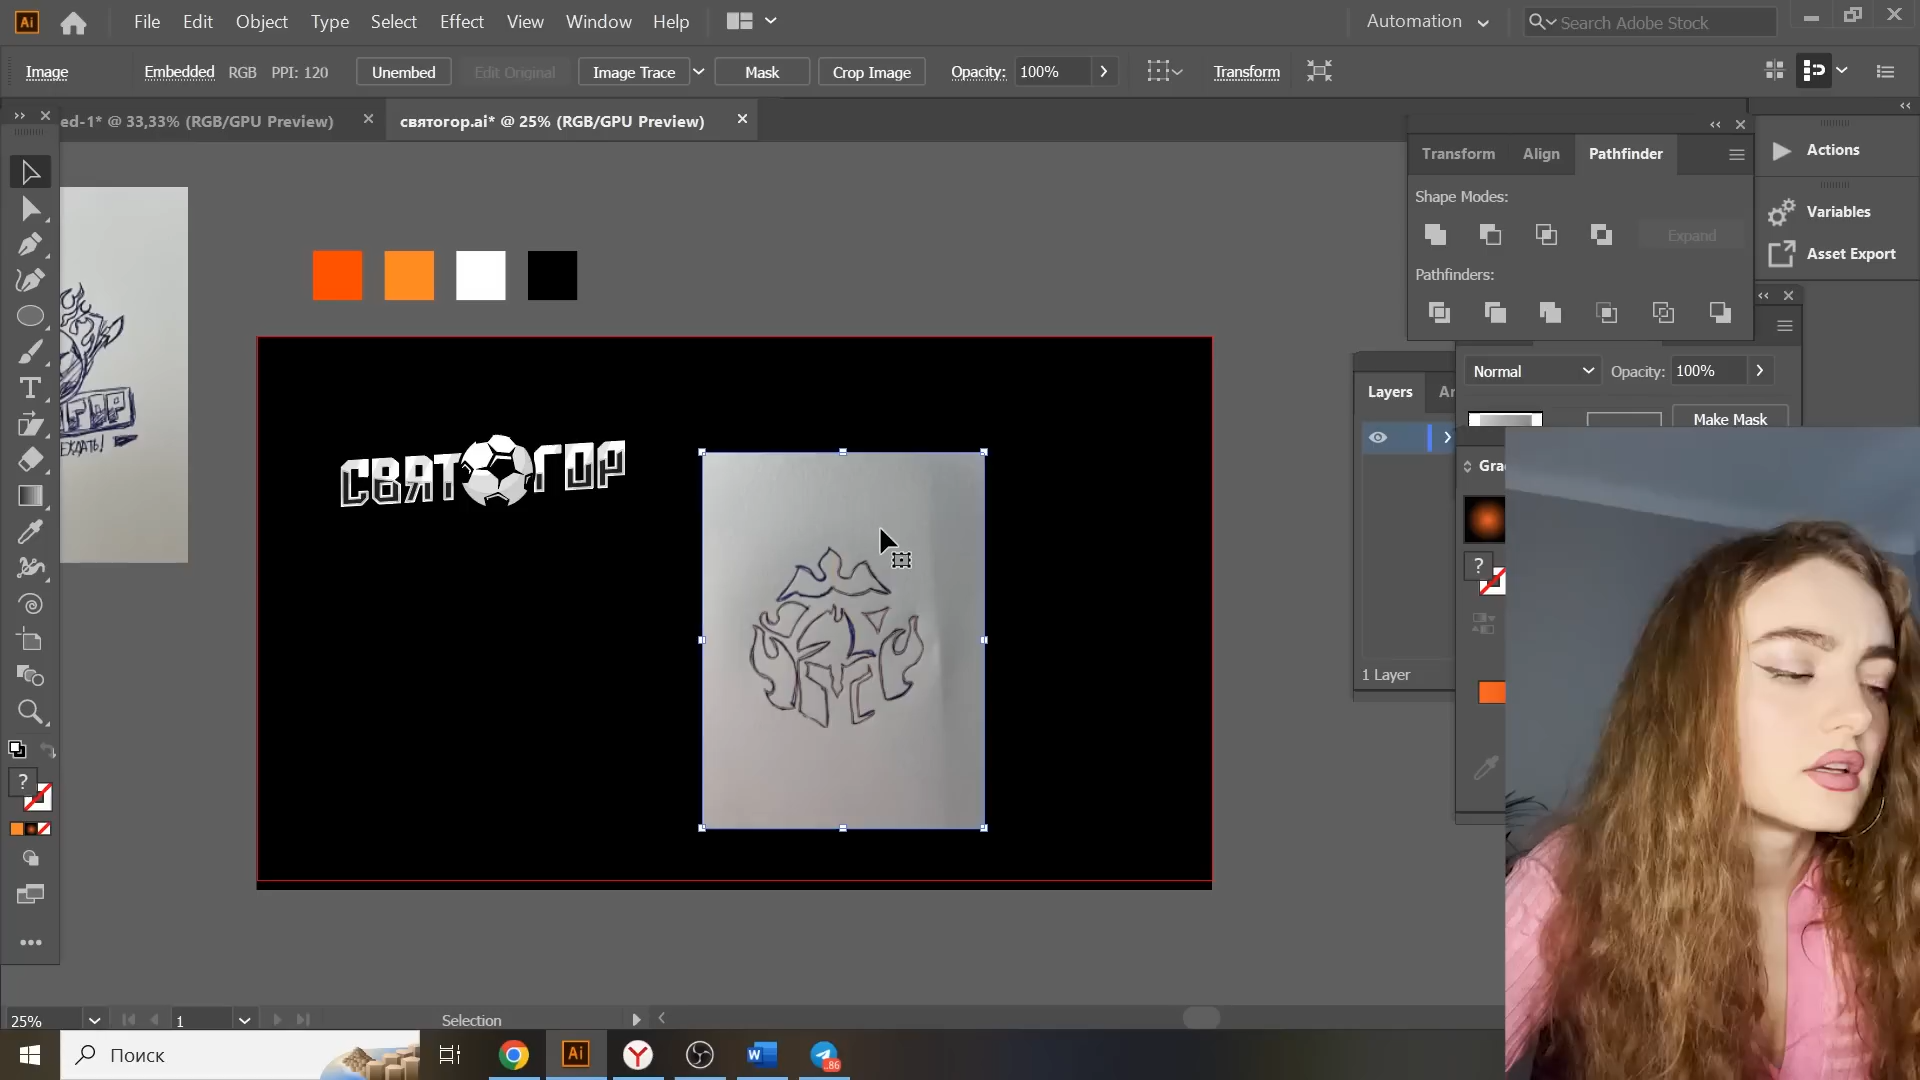 File Edit Object Type Select Effect View Window Help
Automation
Search Adobe Stock
Image Embedded RGB PPI: 120 Unembed Edit Original Image Trace Mask Crop Image Opacity: 100% Transform
ed-1* @ 33,33% (RGB/GPU Preview)
святогор.ai* @ 25% (RGB/GPU Preview)
Transform Align Pathfinder
Shape Modes:
Expand
Pathfinders:
Actions
Variables
Asset Export
Normal Opacity: 100%
Make Mask
Layers Ar
Gra
1 Layer
СВЯТОГОР
25% 1 Selection
Поиск
Ai
W
86